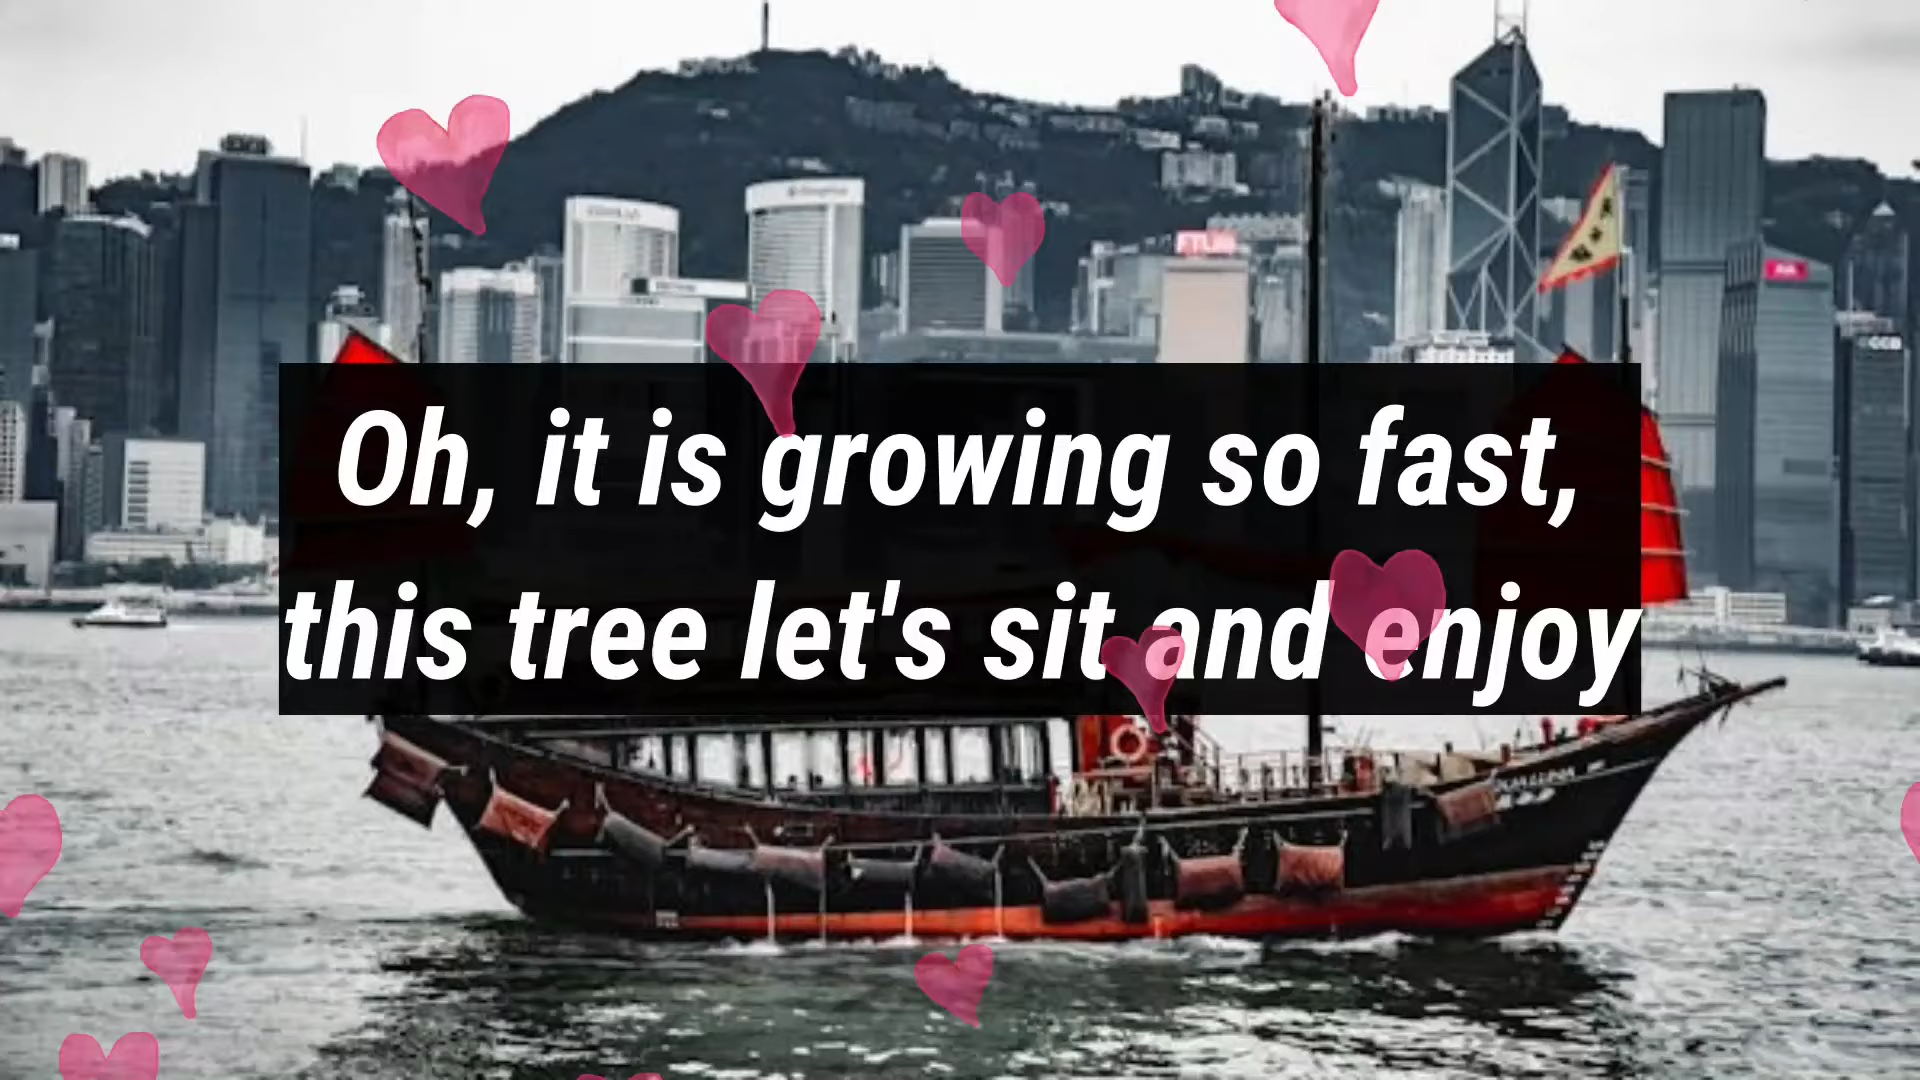 Oh, it is growing so fast,
this tree let's sit and enjoy